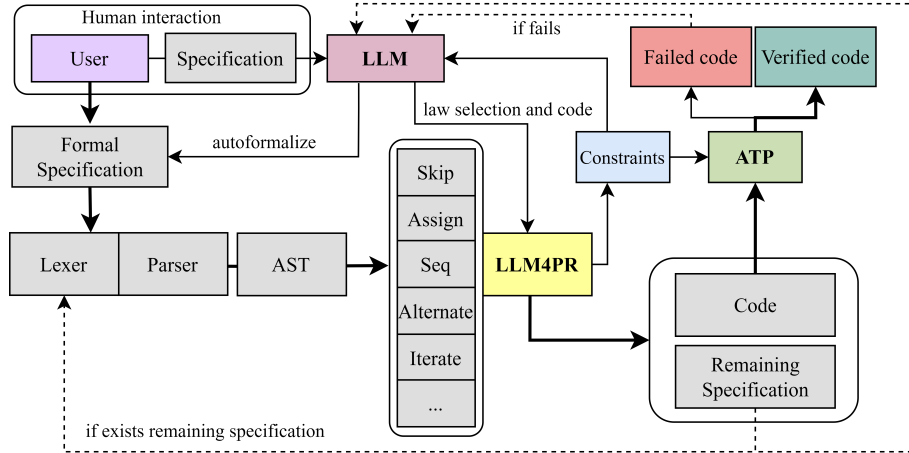 Human interaction
User
Specification
LLM
if fails
Failed code
Verified code
law selection and code
Formal
Specification
autoformalize
Constraints
ATP
Skip
Assign
Seq
Alternate
Iterate
...
Lexer
Parser
AST
LLM4PR
Code
Remaining
Specification
if exists remaining specification